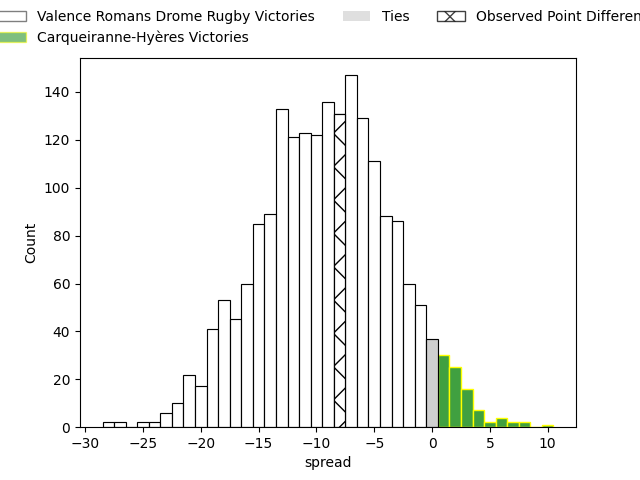 Valence Romans Drome Rugby Victories
Ties
Observed Point
Carqueiranne-Hyères Victories
140
120
100
80
60
40
20
0
Count
−30
−25
−20
−15
−10
−5
0
5
10
spread